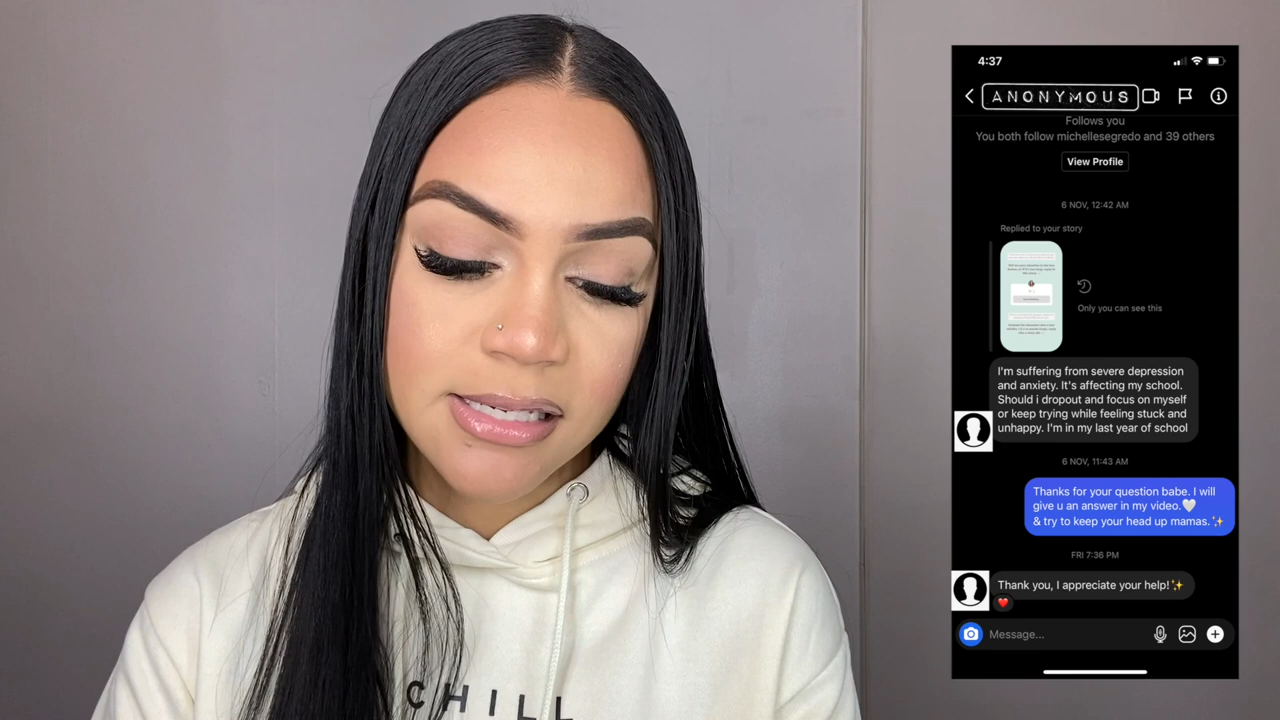 CHILL
4:37
ANONYMOUS
Follows you
You both follow michellesegredo and 39 others
View Profile
6 NOV, 12:42 AM
Replied to your story
Only you can see this
I'm suffering from severe depression
and anxiety. It's affecting my school.
Should i dropout and focus on myself
or keep trying while feeling stuck and
unhappy. I'm in my last year of school
6 NOV, 11:43 AM
Thanks for your question babe. I will
give u an answer in my video.🤍
& try to keep your head up mamas.✨
FRI 7:36 PM
Thank you, I appreciate your help!✨
Message...